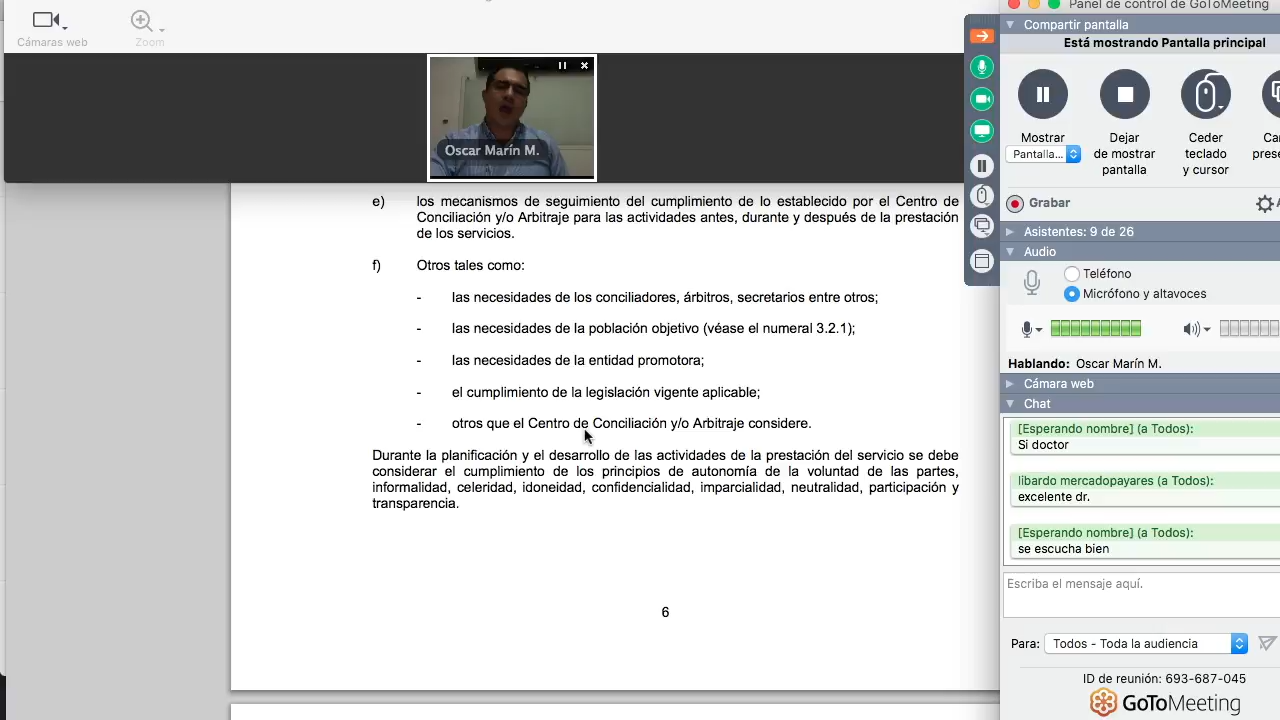 Cámaras web
Zoom
Oscar Marín M.
e) los mecanismos de seguimiento del cumplimiento de lo establecido por el Centro de
Conciliación y/o Arbitraje para las actividades antes, durante y después de la prestación
de los servicios.
f) Otros tales como:
- las necesidades de los conciliadores, árbitros, secretarios entre otros;
- las necesidades de la población objetivo (véase el numeral 3.2.1);
- las necesidades de la entidad promotora;
- el cumplimiento de la legislación vigente aplicable;
- otros que el Centro de Conciliación y/o Arbitraje considere.
Durante la planificación y el desarrollo de las actividades de la prestación del servicio se debe
considerar el cumplimiento de los principios de autonomía de la voluntad de las partes,
informalidad, celeridad, idoneidad, confidencialidad, imparcialidad, neutralidad, participación y
transparencia.
6
Panel de control de GoToMeeting
Compartir pantalla
Está mostrando Pantalla principal
Mostrar
Pantalla...
Dejar
de mostrar
pantalla
Ceder
teclado
y cursor
Grabar
Asistentes: 9 de 26
Audio
Teléfono
Micrófono y altavoces
Hablando: Oscar Marín M.
Cámara web
Chat
[Esperando nombre] (a Todos):
Si doctor
libardo mercadopayares (a Todos):
excelente dr.
[Esperando nombre] (a Todos):
se escucha bien
Escriba el mensaje aquí.
Para: Todos - Toda la audiencia
ID de reunión: 693-687-045
GoToMeeting